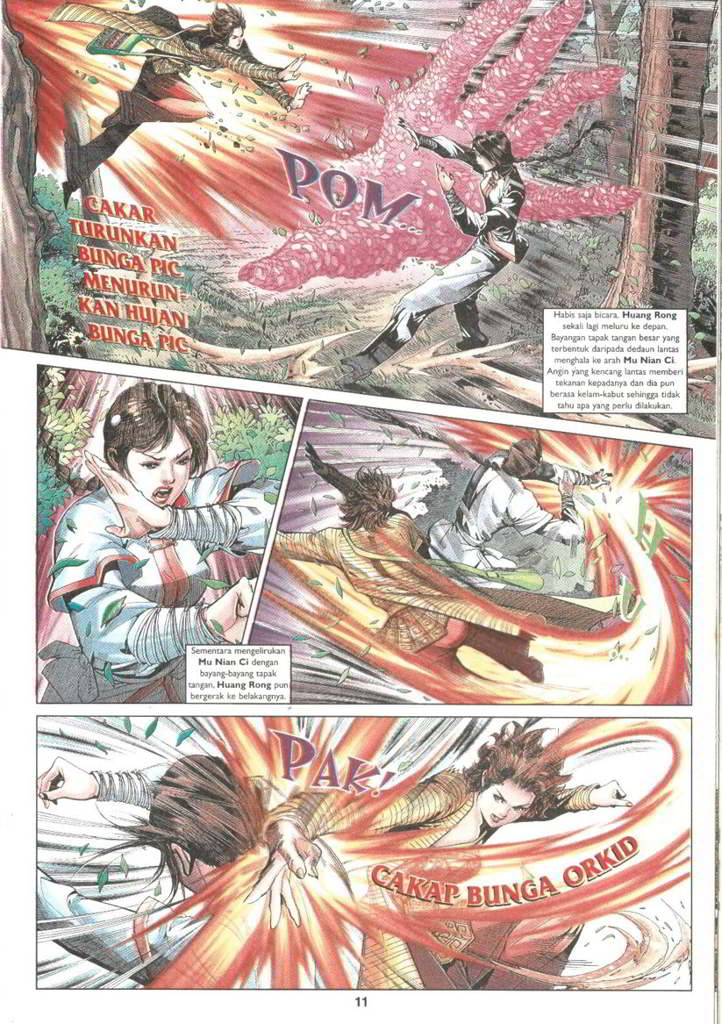 POM...
CAKAR
TURUNKAN
BUNGA PIC
MENURUN-
KAN HUJAN
BUNGA PIC
Habis saja bicara, Huang Rong
sekali lagi meluru ke depan.
Bayangan tapak tangan besar yang
terbentuk daripada dedaun lantas
menghala ke arah Mu Nian Ci.
Angin yang kencang lantas memberi
tekanan kepadanya dan dia pun
berasa kelam-kabut sehingga tidak
tahu apa yang perlu dilakukan.
HU
Sementara mengelirukan
Mu Nian Ci dengan
bayang-bayang tapak
tangan, Huang Rong pun
bergerak ke belakangnya.
PAK!
CAKAP BUNGA ORKID
11